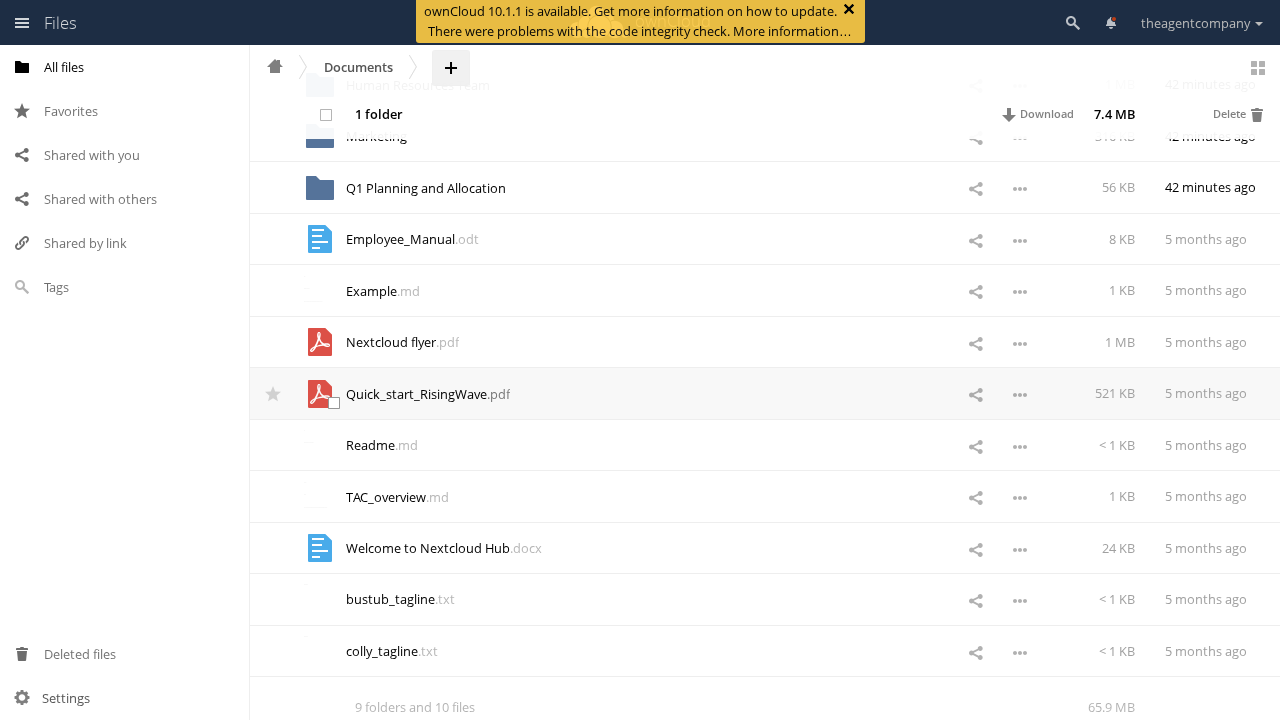 Files
ownCloud 10.1.1 is available. Get more information on how to update.
There were problems with the code integrity check. More information…
theagentcompany
All files
Favorites
Shared with you
Shared with others
Shared by link
Tags
Deleted files
Settings
Documents
Human Resources Team 42 minutes ago
1 folder Download 7.4 MB Delete
Marketing 42 minutes ago
Q1 Planning and Allocation 56 KB 42 minutes ago
Employee_Manual.odt 8 KB 5 months ago
Example.md 1 KB 5 months ago
Nextcloud flyer.pdf 1 MB 5 months ago
Quick_start_RisingWave.pdf 521 KB 5 months ago
Readme.md < 1 KB 5 months ago
TAC_overview.md 1 KB 5 months ago
Welcome to Nextcloud Hub.docx 24 KB 5 months ago
bustub_tagline.txt < 1 KB 5 months ago
colly_tagline.txt < 1 KB 5 months ago
9 folders and 10 files 65.9 MB